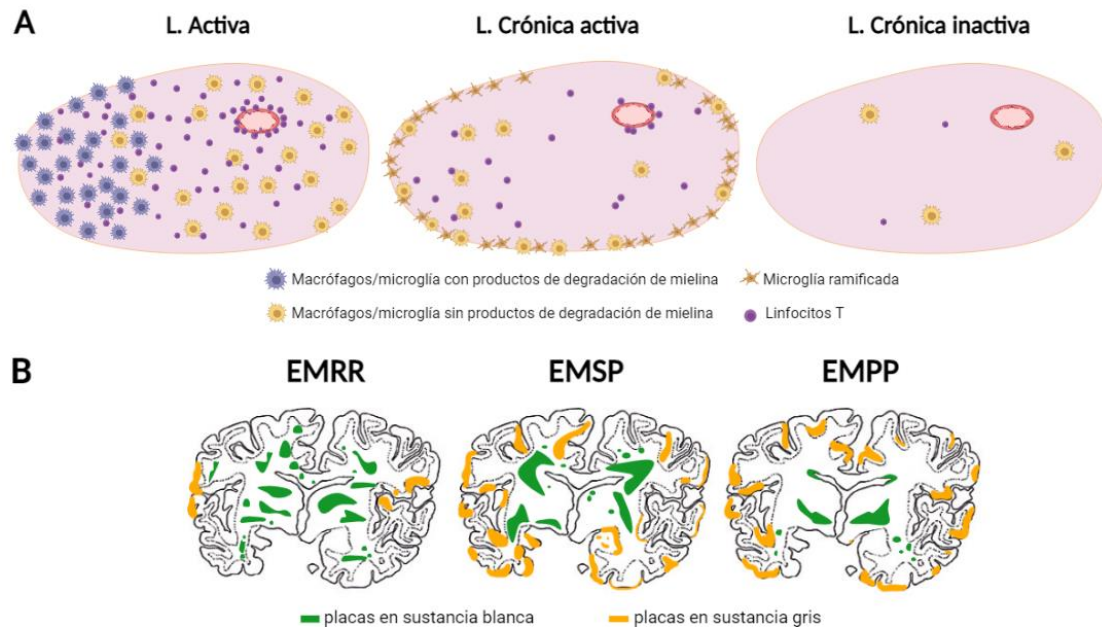 A
L. Activa
L. Crónica activa
L. Crónica inactiva
Macrófagos/microglía con productos de degradación de mielina
Microglía ramificada
Macrófagos/microglía sin productos de degradación de mielina
Linfocitos T
B
EMRR
EMSP
EMPP
placas en sustancia blanca
placas en sustancia gris